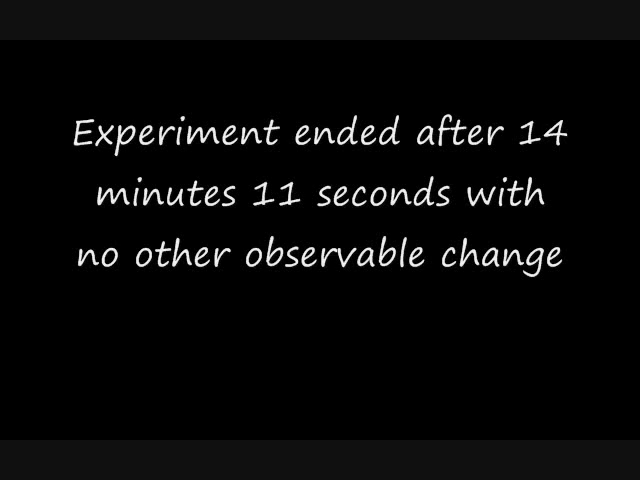 Experiment ended after 14
minutes 11 seconds with
no other observable change